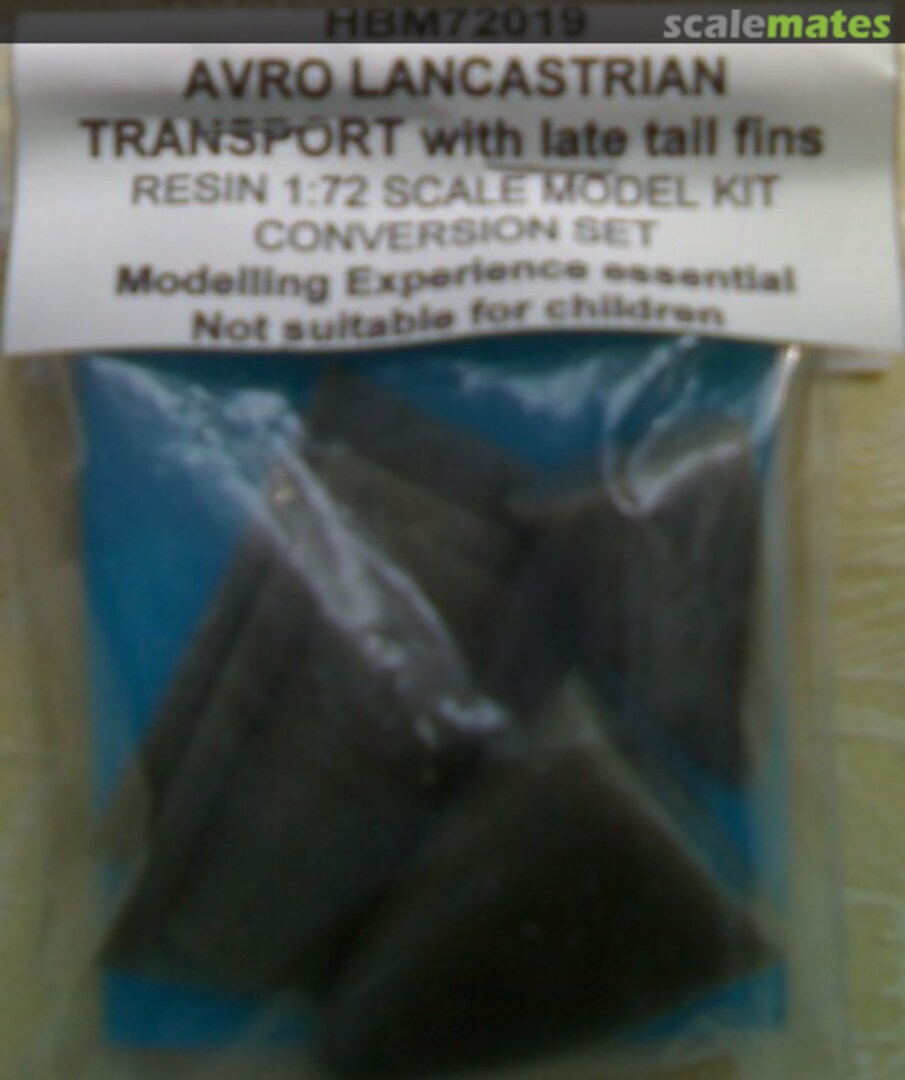 HBM72019
scalemates
AVRO LANCASTRIAN
TRANSPORT with late tail fins
RESIN 1:72 SCALE MODEL KIT
CONVERSION SET
Modelling Experience essential
Not suitable for children